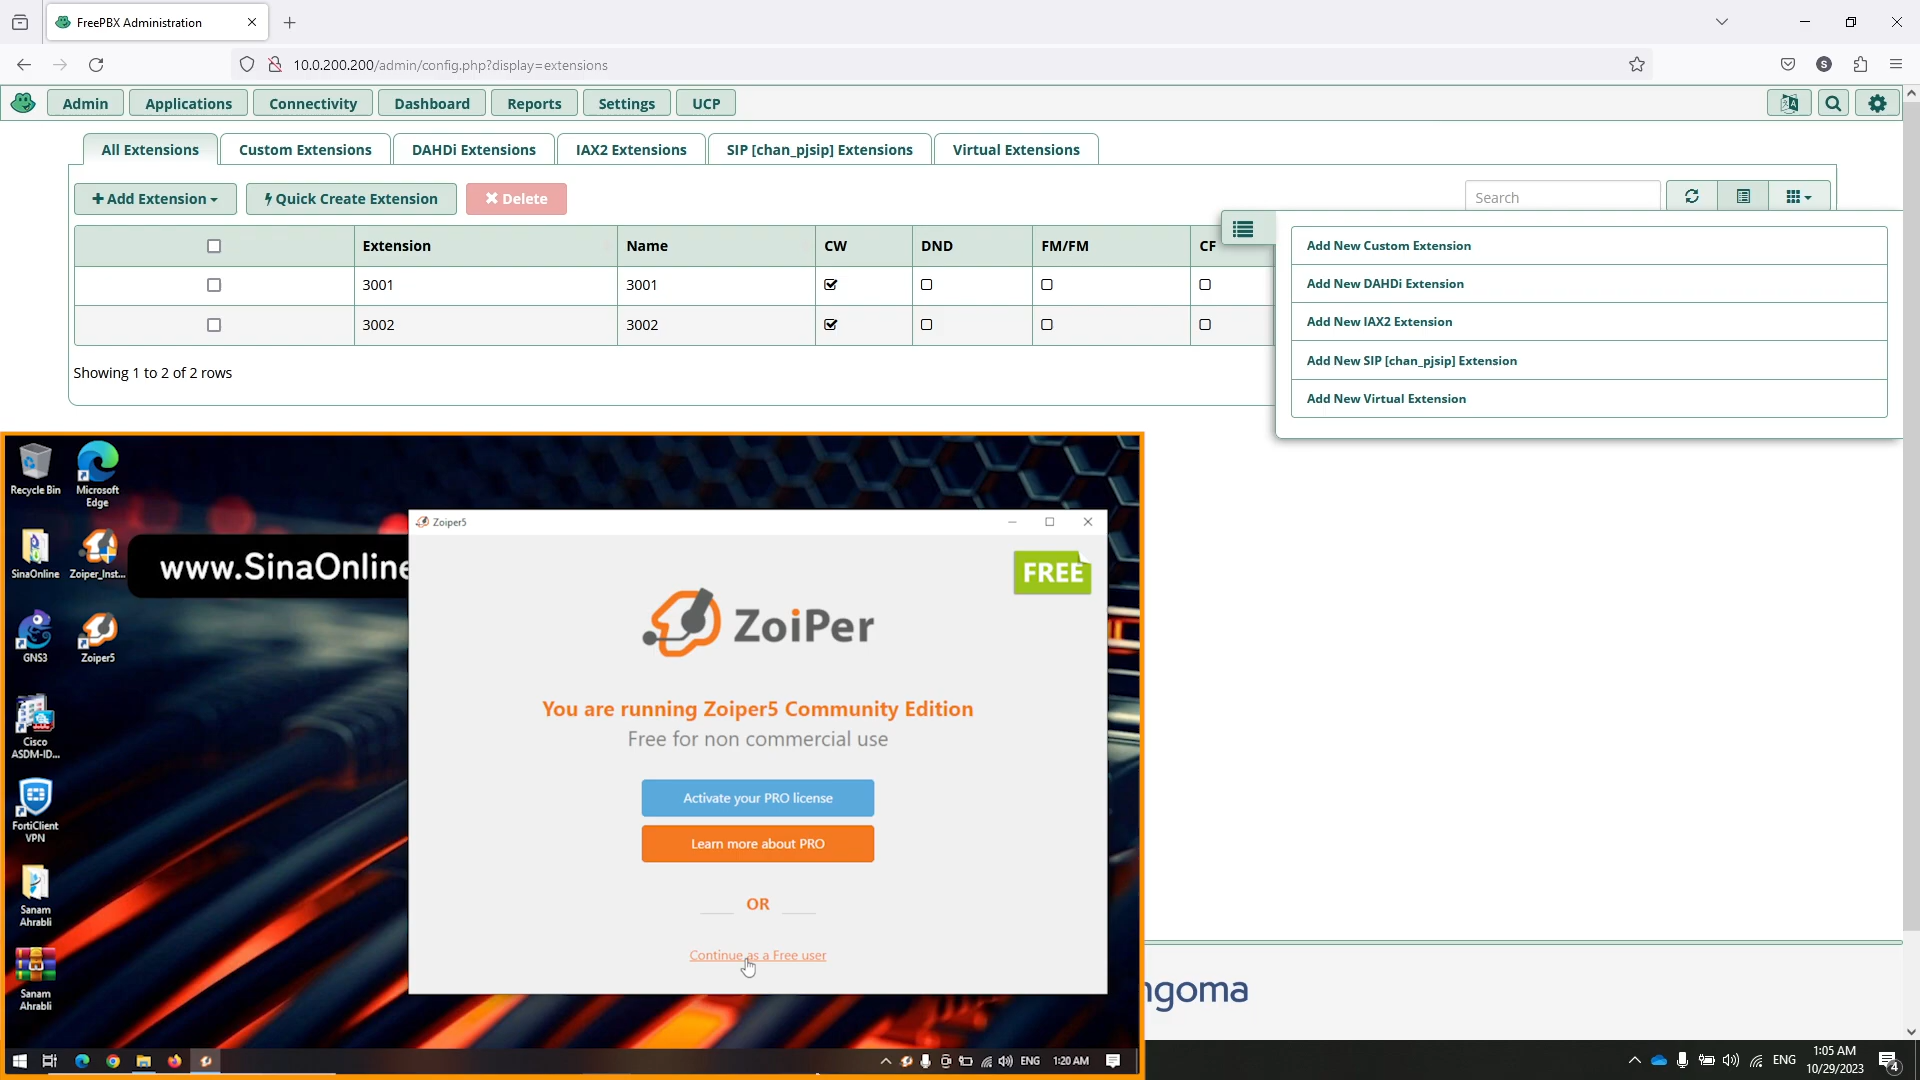 FreePBX Administration
10.0.200.200/admin/config.php?display=extensions
S
Admin
Applications
Connectivity
Dashboard
Reports
Settings
UCP
All Extensions
Custom Extensions
DAHDi Extensions
IAX2 Extensions
SIP [chan_pjsip] Extensions
Virtual Extensions
Add Extension
Quick Create Extension
Delete
Search
Extension Name CW DND FM/FM CF
3001 3001
3002 3002
Showing 1 to 2 of 2 rows
Add New Custom Extension
Add New DAHDi Extension
Add New IAX2 Extension
Add New SIP [chan_pjsip] Extension
Add New Virtual Extension
Recycle Bin
Microsoft
Edge
SinaOnline
Zoiper_Inst...
www.SinaOnline
GNS3
Zoiper5
Cisco
ASDM-ID...
FortiClient
VPN
Sanam
Ahrabli
Sanam
Ahrabli
Zoiper5
FREE
ZoiPer
You are running Zoiper5 Community Edition
Free for non commercial use
Activate your PRO license
Learn more about PRO
OR
Continue as a Free user
ngoma
ENG
1:20 AM
ENG
1:05 AM
10/29/2023
4